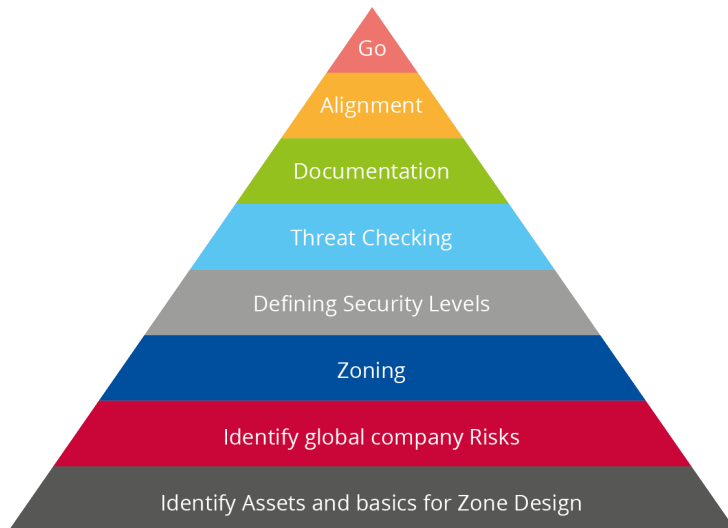 Go
Alignment
Documentation
Threat Checking
Defining Security Levels
Zoning
Identify global company Risks
Identify Assets and basics for Zone Design